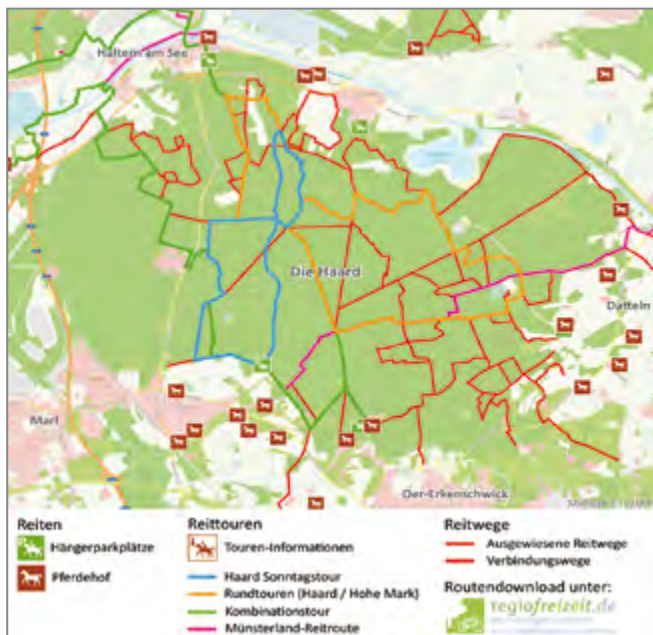 Haltern am See
Die Haard
Datteln
Marl
Oer-Erkenschwick
Reiten
Hängerparkplätze
Pferdehof
Reittouren
Touren-Informationen
Haard Sonntagstour
Rundtouren (Haard / Hohe Mark)
Kombinationstour
Münsterland-Reitroute
Reitwege
Ausgewiesene Reitwege
Verbindungswege
Routendownload unter:
regiofreizeit.de